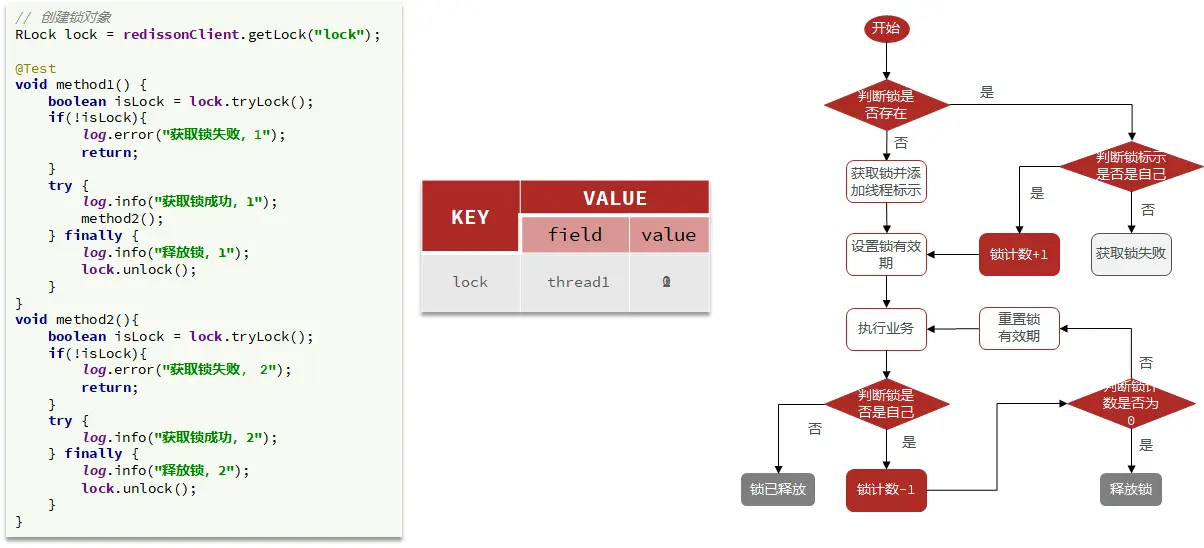 // 创建锁对象
RLock lock = redissonClient.getLock("lock");
@Test
void method1() {
boolean isLock = lock.tryLock();
if(!isLock){
log.error("获取锁失败, 1");
return;
}
try {
log.info("获取锁成功, 1");
method2();
} finally {
log.info("释放锁, 1");
lock.unlock();
}
}
void method2(){
boolean isLock = lock.tryLock();
if(!isLock){
log.error("获取锁失败, 2");
return;
}
try {
log.info("获取锁成功, 2");
} finally {
log.info("释放锁, 2");
lock.unlock();
}
}
KEY
VALUE
field
value
lock
thread1
开始
判断锁是
否存在
是
否
获取锁并添
加线程标示
判断锁标示
是否是自己
是
否
设置锁有效
期
锁计数+1
获取锁失败
执行业务
重置锁
有效期
否
判断锁是
否是自己
判断锁计
数是否为
0
否
是
是
锁已释放
锁计数-1
释放锁